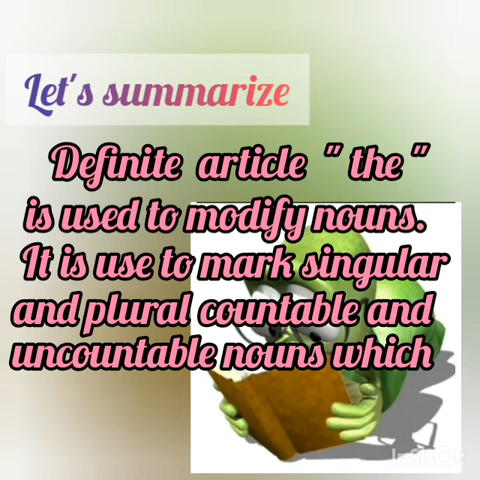 Let's summarize
Definite article " the "
is used to modify nouns.
It is use to mark singular
and plural countable and
uncountable nouns which
InShOt